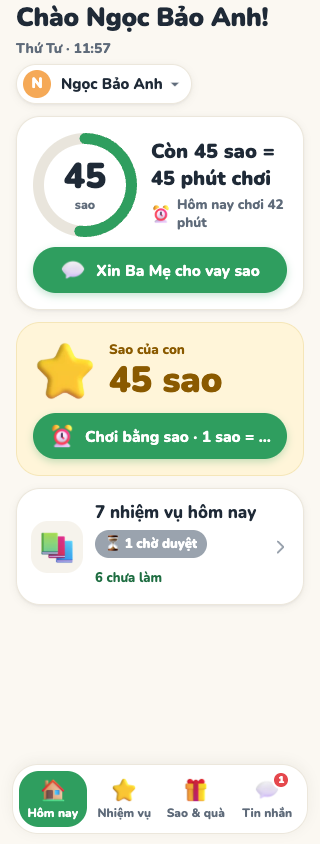 Chào Ngọc Bảo Anh!
Thứ Tư · 11:57
N Ngọc Bảo Anh
45
sao
Còn 45 sao =
45 phút chơi
Hôm nay chơi 42
phút
Xin Ba Mẹ cho vay sao
Sao của con
45 sao
Chơi bằng sao · 1 sao = ...
7 nhiệm vụ hôm nay
1 chờ duyệt
6 chưa làm
1
Hôm nay Nhiệm vụ Sao & quà Tin nhắn